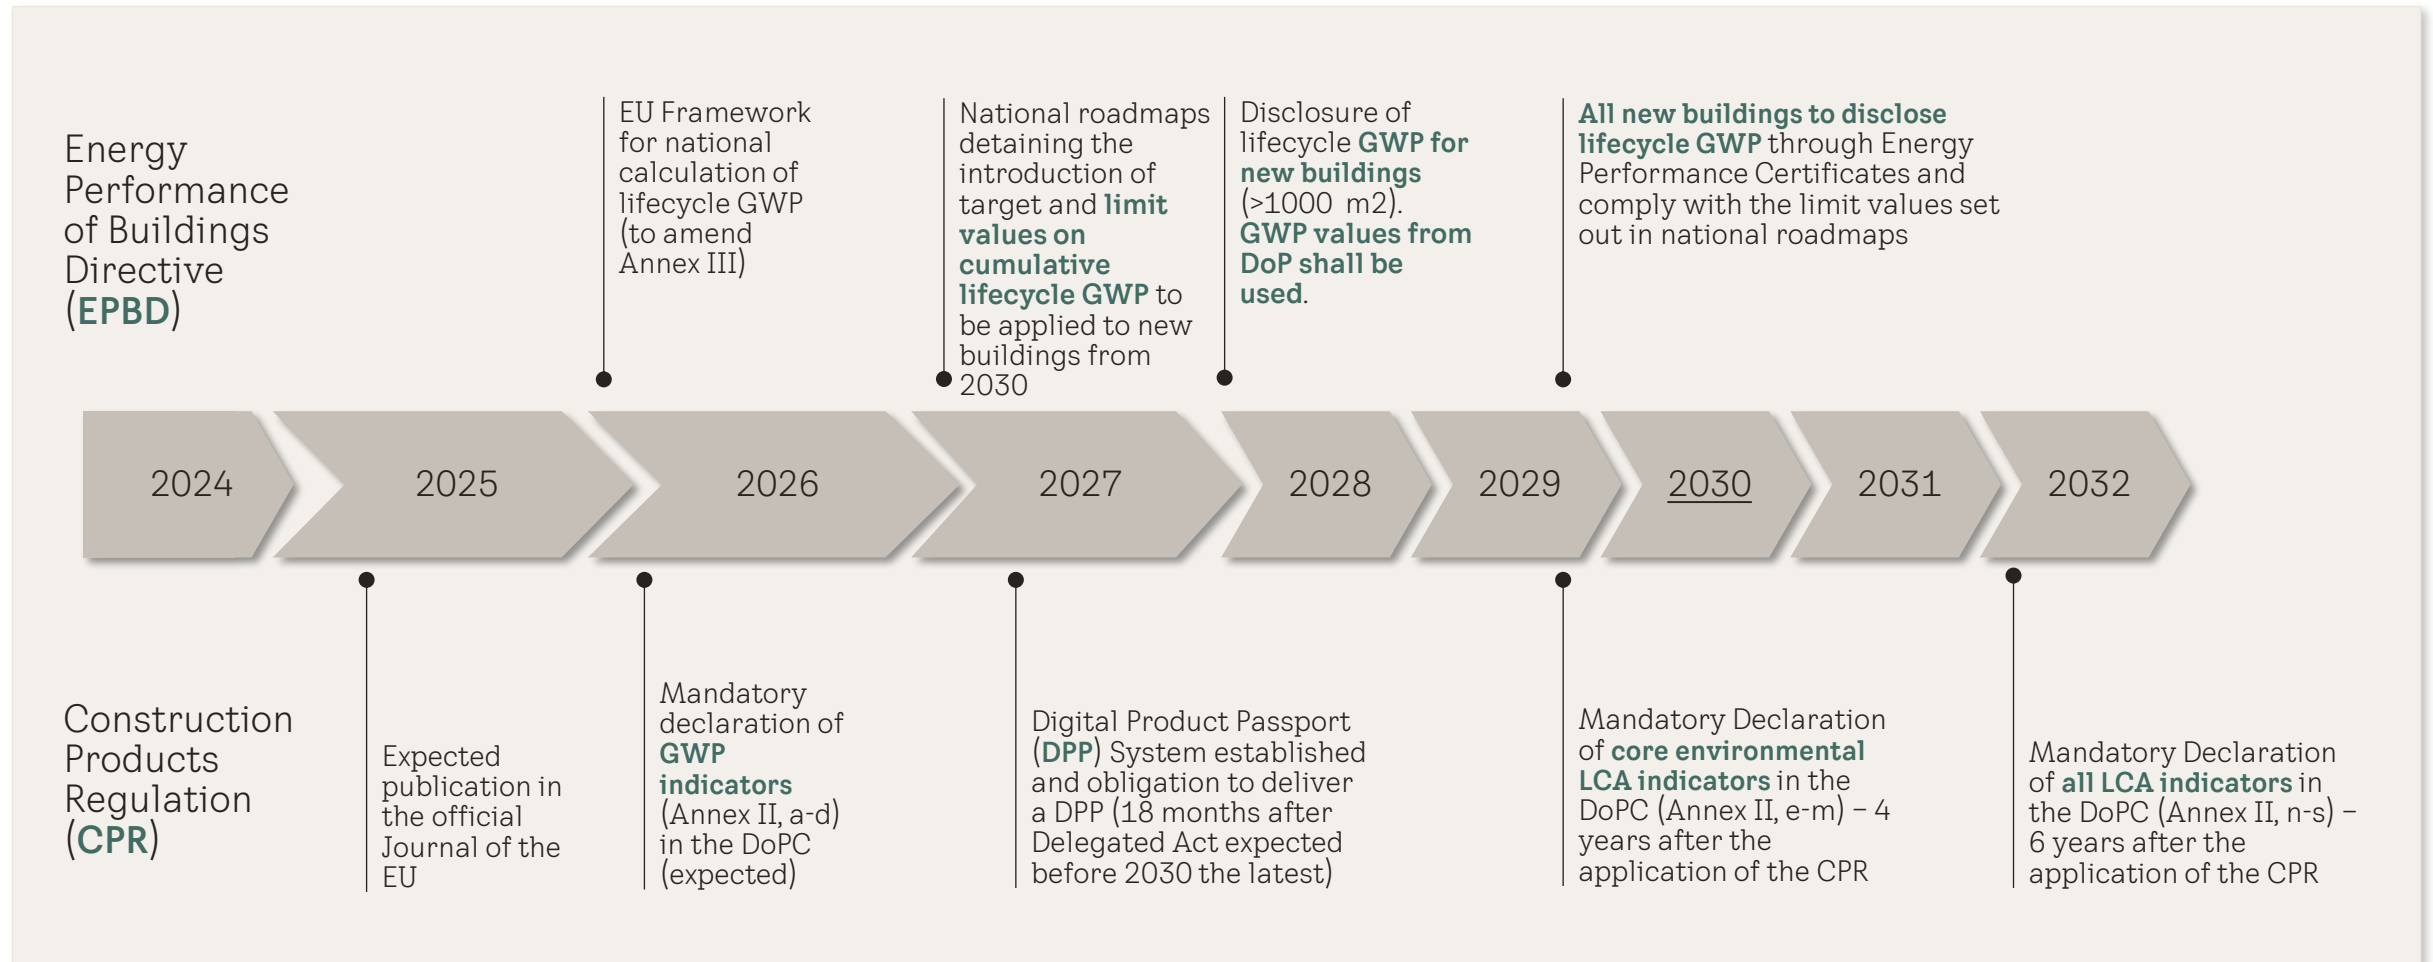 Energy
Performance
of Buildings
Directive
(EPBD)
EU Framework
for national
calculation of
lifecycle GWP
(to amend
Annex III)
National roadmaps
detaining the
introduction of
target and limit
values on
cumulative
lifecycle GWP to
be applied to new
buildings from
2030
Disclosure of
lifecycle GWP for
new buildings
(>1000 m2).
GWP values from
DoP shall be
used.
All new buildings to disclose
lifecycle GWP through Energy
Performance Certificates and
comply with the limit values set
out in national roadmaps
2024
2025
2026
2027
2028
2029
2030
2031
2032
Construction
Products
Regulation
(CPR)
Expected
publication in
the official
Journal of the
EU
Mandatory
declaration of
GWP
indicators
(Annex II, a-d)
in the DoPC
(expected)
Digital Product Passport
(DPP) System established
and obligation to deliver
a DPP (18 months after
Delegated Act expected
before 2030 the latest)
Mandatory Declaration
of core environmental
LCA indicators in the
DoPC (Annex II, e-m) – 4
years after the
application of the CPR
Mandatory Declaration
of all LCA indicators in
the DoPC (Annex II, n-s) –
6 years after the
application of the CPR